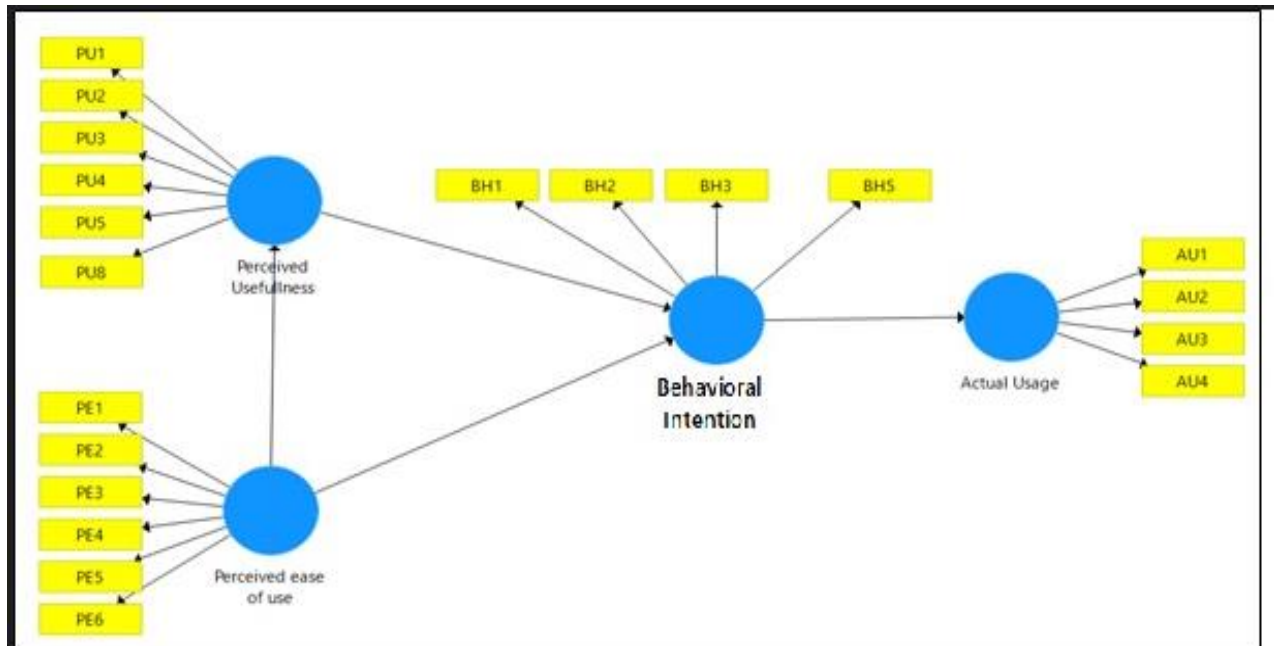 PU1
PU2
PU3
PU4
PU5
PU8
Perceived
Usefullness
BH1
BH2
BH3
BH5
Behavioral
Intention
AU1
AU2
AU3
AU4
Actual Usage
PE1
PE2
PE3
PE4
PE5
PE6
Perceived ease
of use